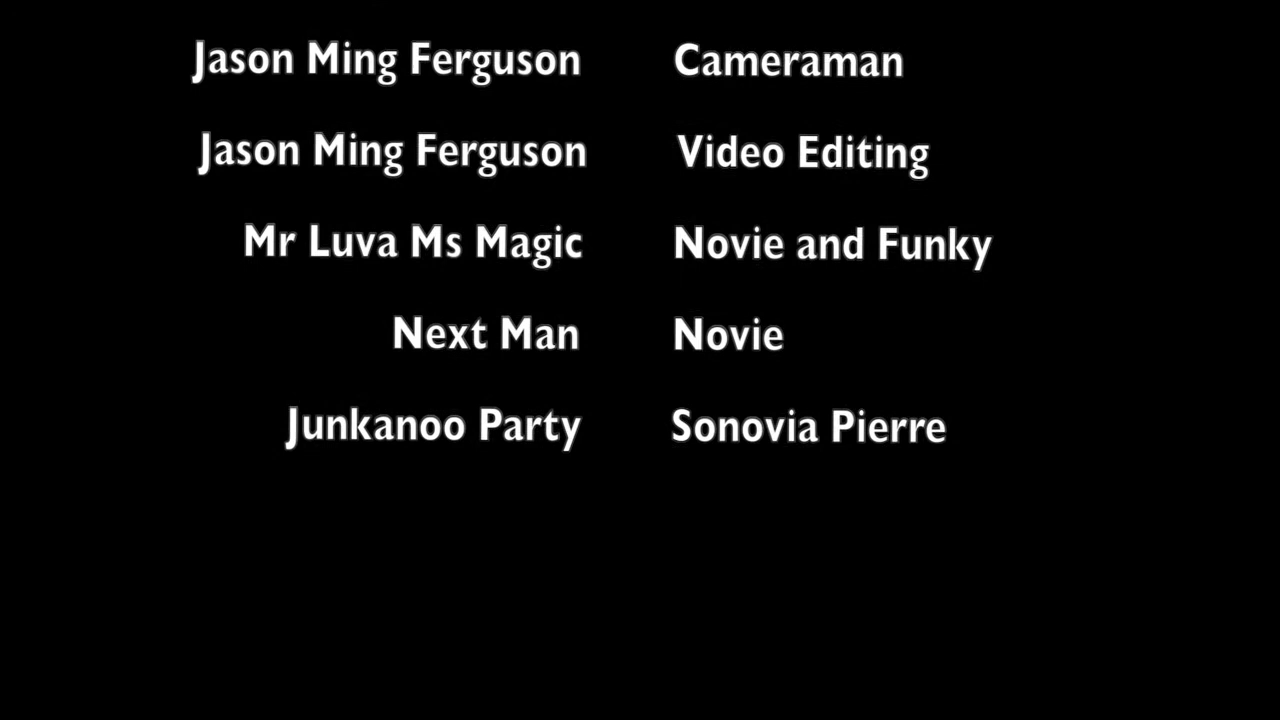 Jason Ming Ferguson Cameraman
Jason Ming Ferguson Video Editing
Mr Luva Ms Magic Novie and Funky
Next Man Novie
Junkanoo Party Sonovia Pierre